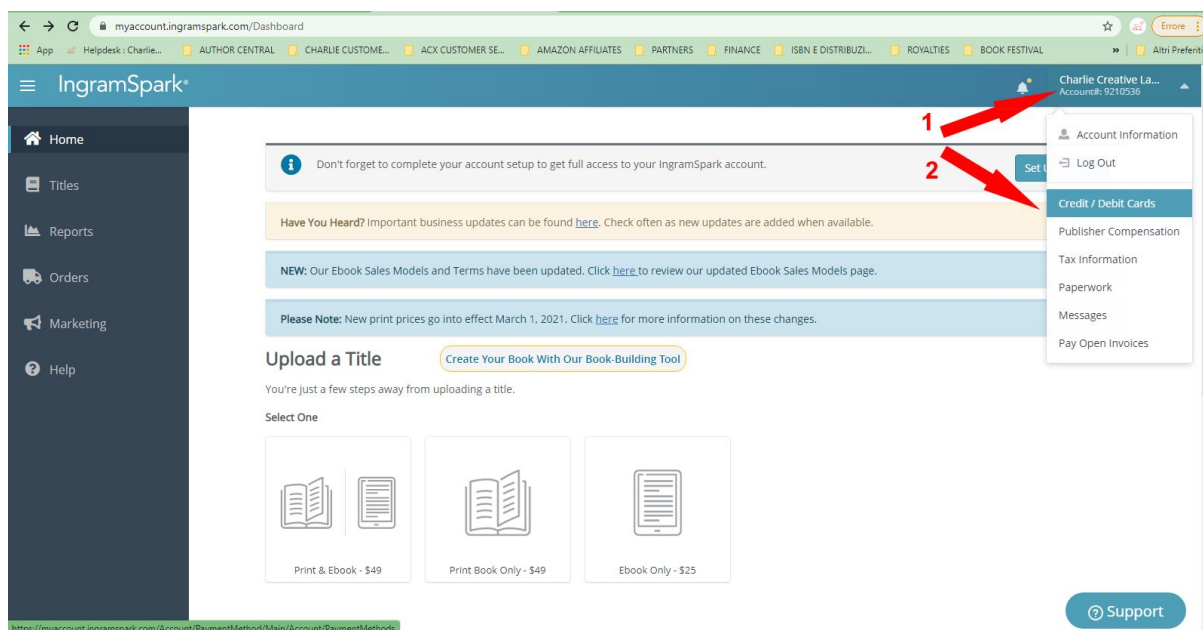 myaccount.ingramspark.com/Dashboard
Errore
App Helpdesk : Charlie... AUTHOR CENTRAL CHARLIE CUSTOME... ACX CUSTOMER SE... AMAZON AFFILIATES PARTNERS FINANCE ISBN E DISTRIBUZI... ROYALTIES BOOK FESTIVAL » Altri Preferiti
IngramSpark®
Charlie Creative La...
Account#: 9210536
1
2
Home
Titles
Reports
Orders
Marketing
Help
Don't forget to complete your account setup to get full access to your IngramSpark account.
Set
Have You Heard? Important business updates can be found here. Check often as new updates are added when available.
NEW: Our Ebook Sales Models and Terms have been updated. Click here to review our updated Ebook Sales Models page.
Please Note: New print prices go into effect March 1, 2021. Click here for more information on these changes.
Account Information
Log Out
Credit / Debit Cards
Publisher Compensation
Tax Information
Paperwork
Messages
Pay Open Invoices
Upload a Title
Create Your Book With Our Book-Building Tool
You're just a few steps away from uploading a title.
Select One
Print & Ebook - $49
Print Book Only - $49
Ebook Only - $25
Support
https://myaccount.ingramspark.com/Account/PaymentMethod/Main/Account/PaymentMethods